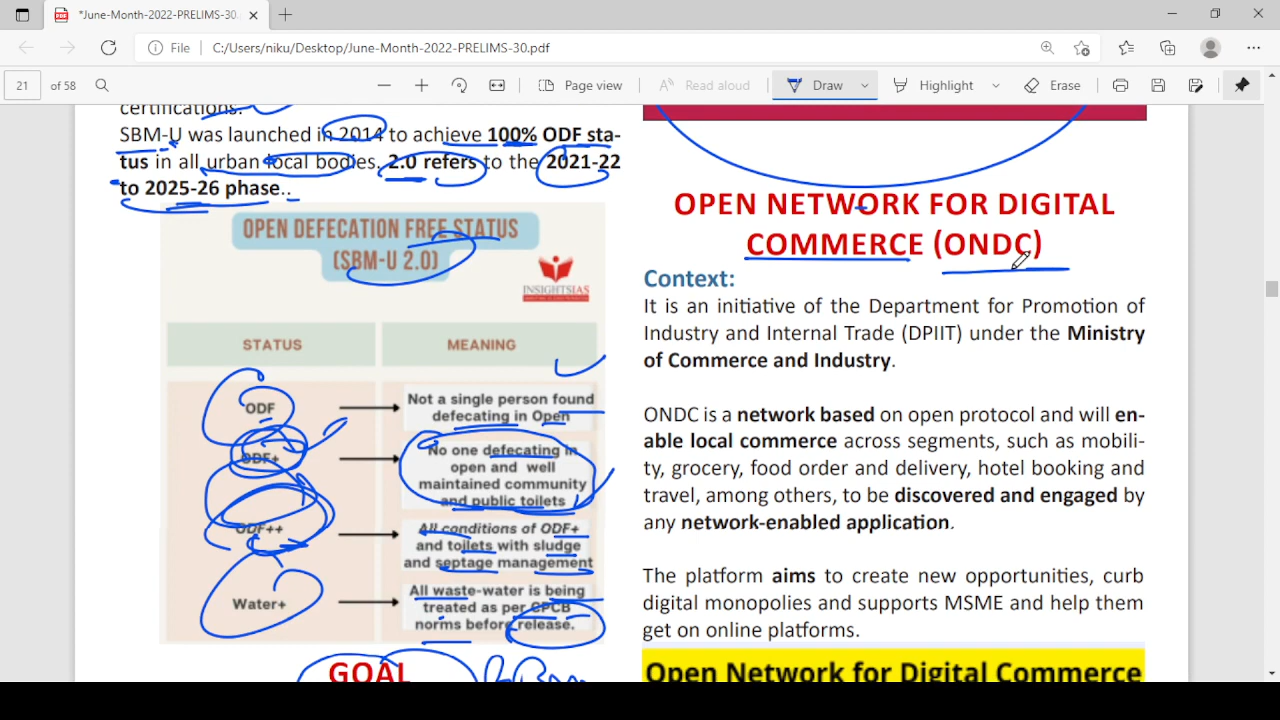 *June-Month-2022-PRELIMS-30.
File
C:/Users/niku/Desktop/June-Month-2022-PRELIMS-30.pdf
21 of 58
Page view
Read aloud
Draw
Highlight
Erase
certifications.
SBM-U was launched in 2014 to achieve 100% ODF sta-
tus in all urban local bodies. 2.0 refers to the 2021-22
to 2025-26 phase..
OPEN DEFECATION FREE STATUS
(SBM-U 2.0)
INSIGHTSIAS
STATUS MEANING
ODF Not a single person found
defecating in Open
ODF+ No one defecating in
open and well
maintained community
and public toilets
ODF++ All conditions of ODF+
and toilets with sludge
and septage management
Water+ All waste-water is being
treated as per CPCB
norms before release.
GOAL
OPEN NETWORK FOR DIGITAL
COMMERCE (ONDC)
Context:
It is an initiative of the Department for Promotion of
Industry and Internal Trade (DPIIT) under the Ministry
of Commerce and Industry.
ONDC is a network based on open protocol and will en-
able local commerce across segments, such as mobili-
ty, grocery, food order and delivery, hotel booking and
travel, among others, to be discovered and engaged by
any network-enabled application.
The platform aims to create new opportunities, curb
digital monopolies and supports MSME and help them
get on online platforms.
Open Network for Digital Commerce